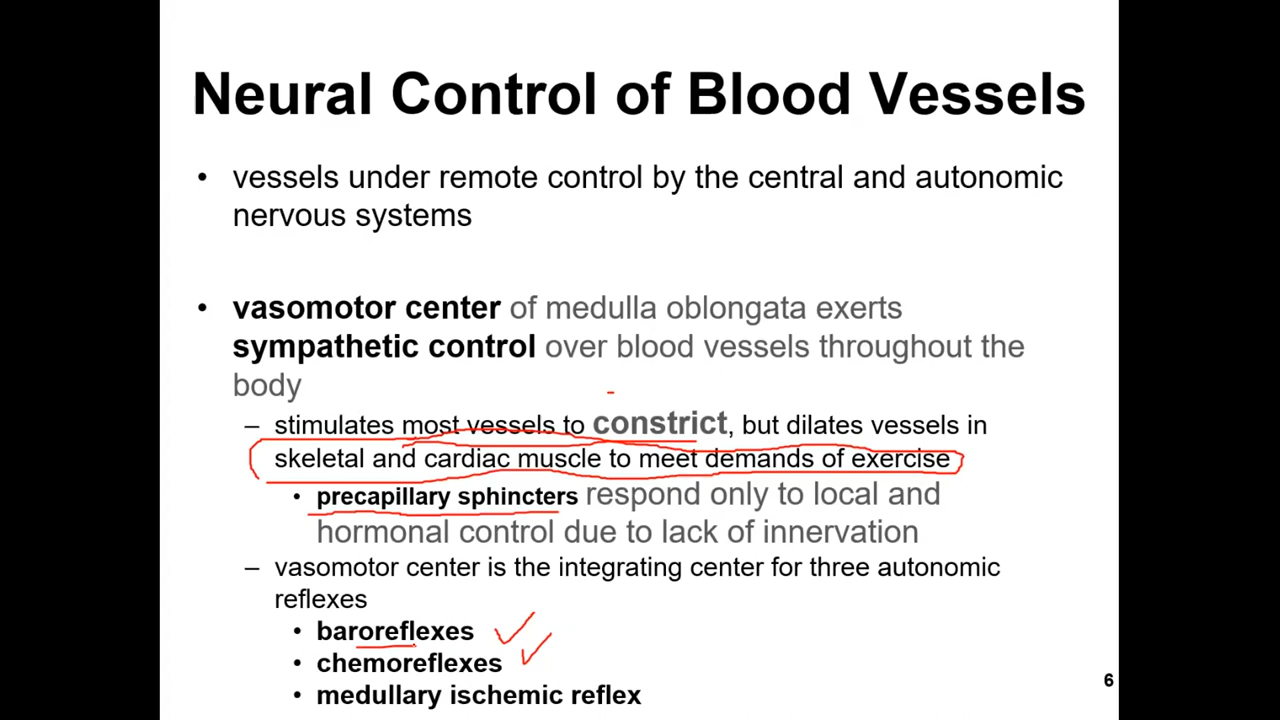 Neural Control of Blood Vessels
• vessels under remote control by the central and autonomic
nervous systems
• vasomotor center of medulla oblongata exerts
sympathetic control over blood vessels throughout the
body
– stimulates most vessels to constrict, but dilates vessels in
skeletal and cardiac muscle to meet demands of exercise
• precapillary sphincters respond only to local and
hormonal control due to lack of innervation
– vasomotor center is the integrating center for three autonomic
reflexes
• baroreflexes
• chemoreflexes
• medullary ischemic reflex
6